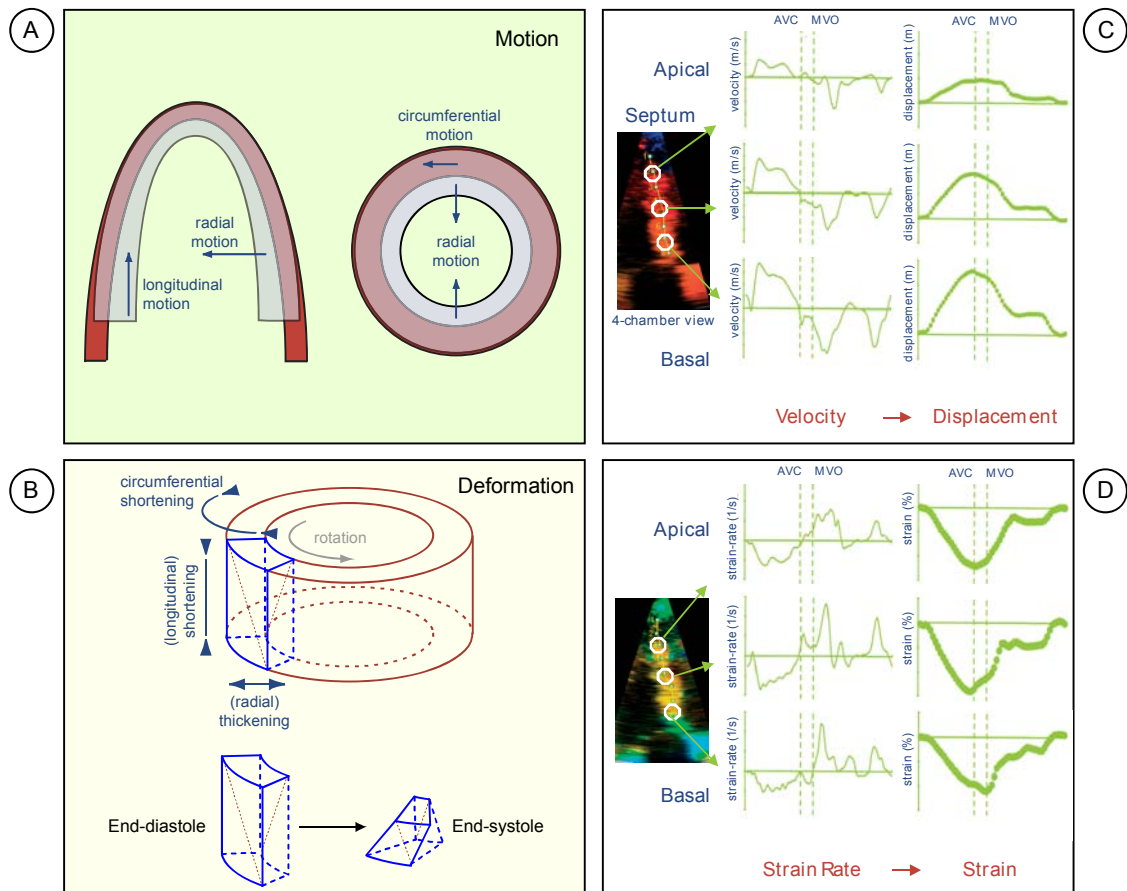 A
Motion
circumferential
motion
radial
motion
radial
motion
longitudinal
motion
B
Deformation
circumferential
shortening
rotation
(longitudinal)
shortening
(radial)
thickening
End-diastole
End-systole
C
AVC MVO
AVC MVO
Apical
Septum
4-chamber view
Basal
velocity (m/s)
displacement (m)
velocity (m/s)
displacement (m)
velocity (m/s)
displacement (m)
Velocity
Displacement
D
AVC MVO
AVC MVO
Apical
Basal
strain-rate (1/s)
strain (%)
strain-rate (1/s)
strain (%)
strain-rate (1/s)
strain (%)
Strain Rate
Strain